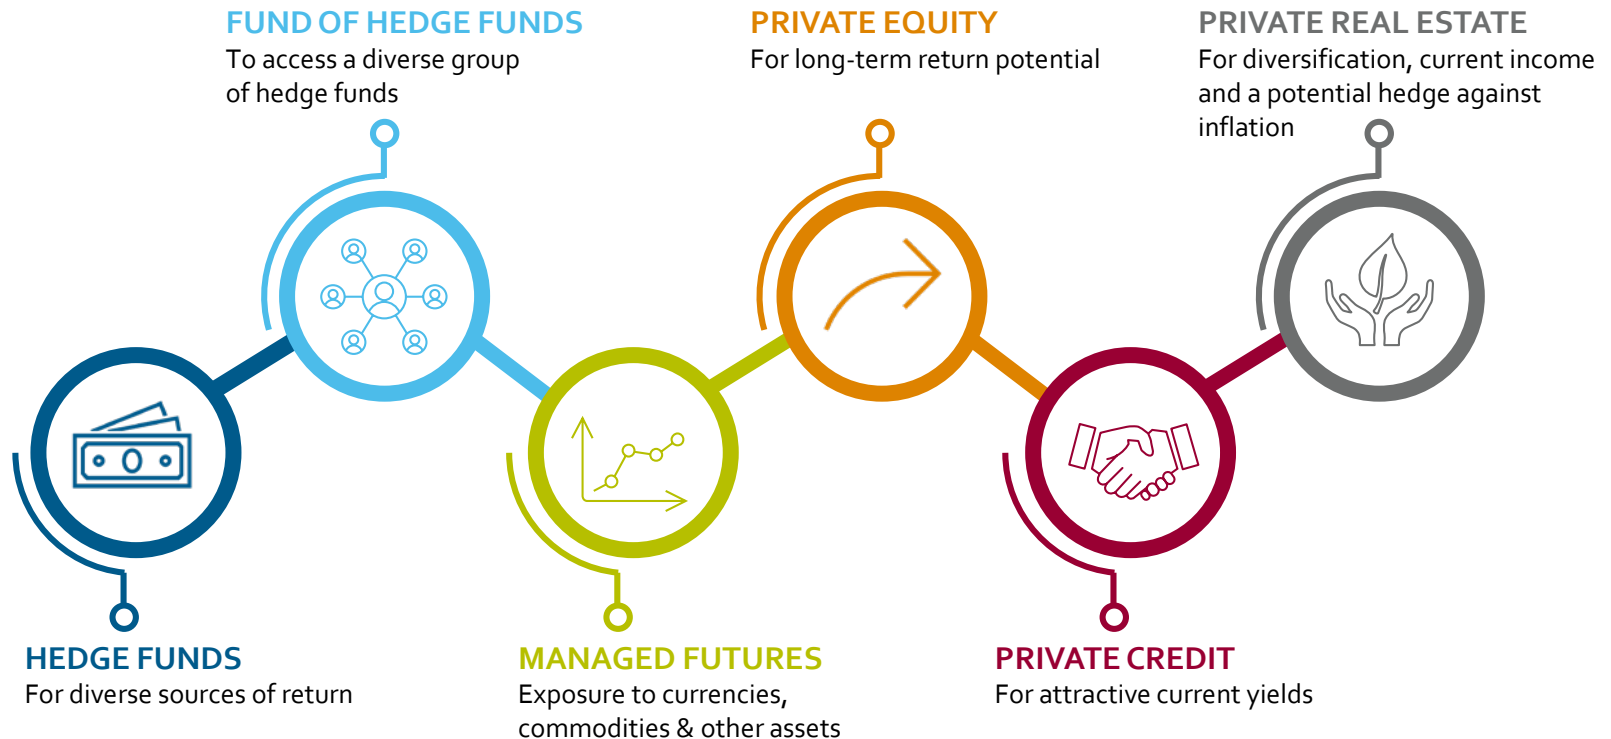 FUND OF HEDGE FUNDS
To access a diverse group
of hedge funds
PRIVATE EQUITY
For long-term return potential
PRIVATE REAL ESTATE
For diversification, current income
and a potential hedge against
inflation
HEDGE FUNDS
For diverse sources of return
MANAGED FUTURES
Exposure to currencies,
commodities & other assets
PRIVATE CREDIT
For attractive current yields